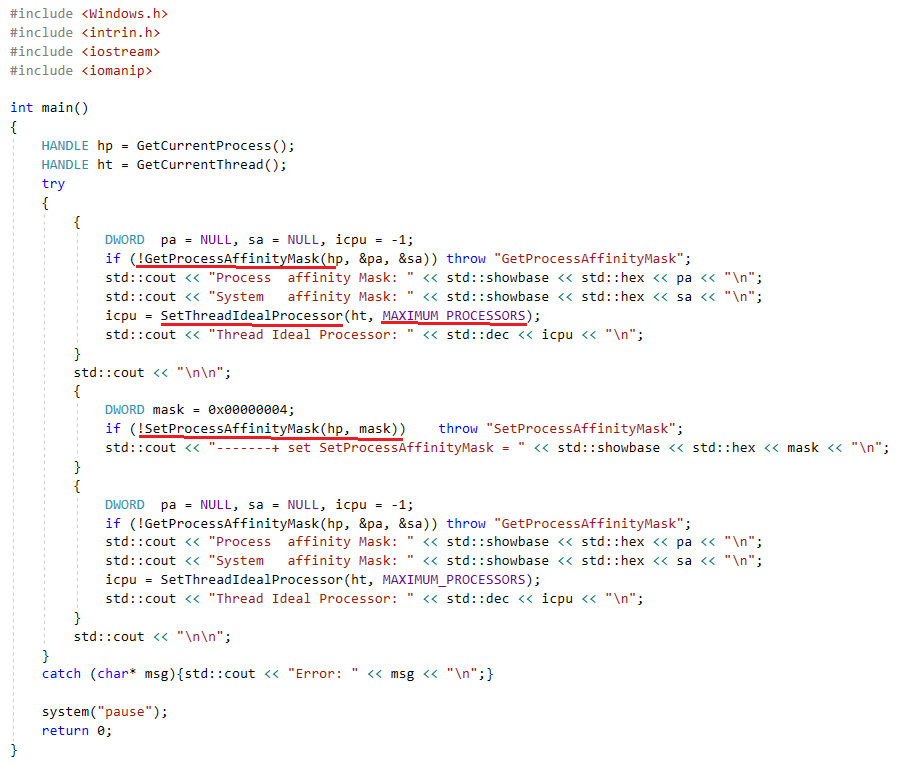 #include <Windows.h>
#include <intrin.h>
#include <iostream>
#include <iomanip>

int main()
{
    HANDLE hp = GetCurrentProcess();
    HANDLE ht = GetCurrentThread();
    try
    {
        {
            DWORD  pa = NULL, sa = NULL, icpu = -1;
            if (!GetProcessAffinityMask(hp, &pa, &sa)) throw "GetProcessAffinityMask";
            std::cout << "Process  affinity Mask: " << std::showbase << std::hex << pa << "\n";
            std::cout << "System   affinity Mask: " << std::showbase << std::hex << sa << "\n";
            icpu = SetThreadIdealProcessor(ht, MAXIMUM_PROCESSORS);
            std::cout << "Thread Ideal Processor: " << std::dec << icpu << "\n";
        }
        std::cout << "\n\n";
        {
            DWORD mask = 0x00000004;
            if (!SetProcessAffinityMask(hp, mask))    throw "SetProcessAffinityMask";
            std::cout << "-------+ set SetProcessAffinityMask = " << std::showbase << std::hex << mask << "\n";
        }
        {
            DWORD  pa = NULL, sa = NULL, icpu = -1;
            if (!GetProcessAffinityMask(hp, &pa, &sa)) throw "GetProcessAffinityMask";
            std::cout << "Process  affinity Mask: " << std::showbase << std::hex << pa << "\n";
            std::cout << "System   affinity Mask: " << std::showbase << std::hex << sa << "\n";
            icpu = SetThreadIdealProcessor(ht, MAXIMUM_PROCESSORS);
            std::cout << "Thread Ideal Processor: " << std::dec << icpu << "\n";
        }
        std::cout << "\n\n";
    }
    catch (char* msg){std::cout << "Error: " << msg << "\n";}

    system("pause");
    return 0;
}